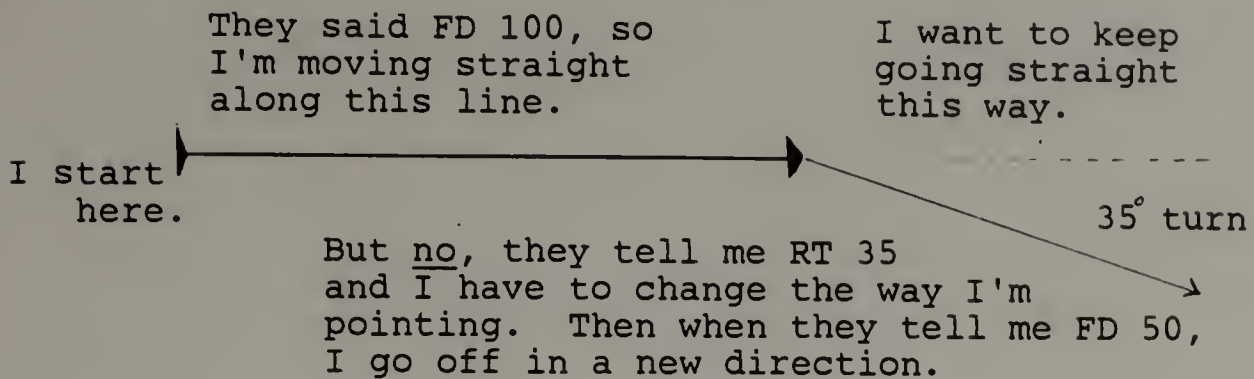 They said FD 100, so
I'm moving straight
along this line.
I want to keep
going straight
this way.
I start
here.
35° turn
But no, they tell me RT 35
and I have to change the way I'm
pointing. Then when they tell me FD 50,
I go off in a new direction.